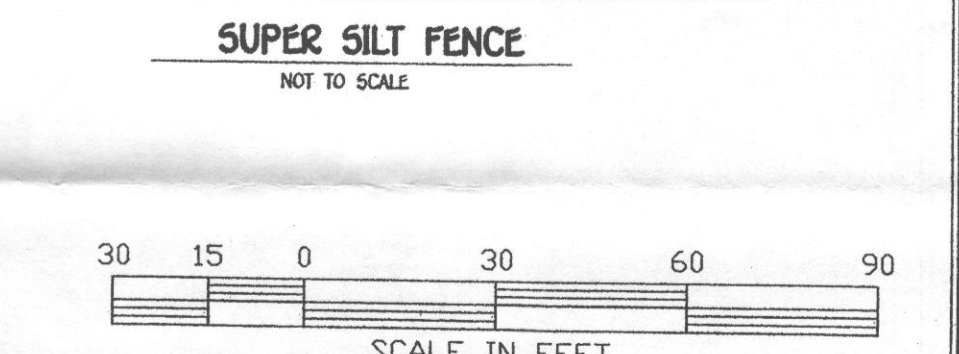 SUPER SILT FENCE
NOT TO SCALE
30 15 0 30 60 90
SCALE IN FEET